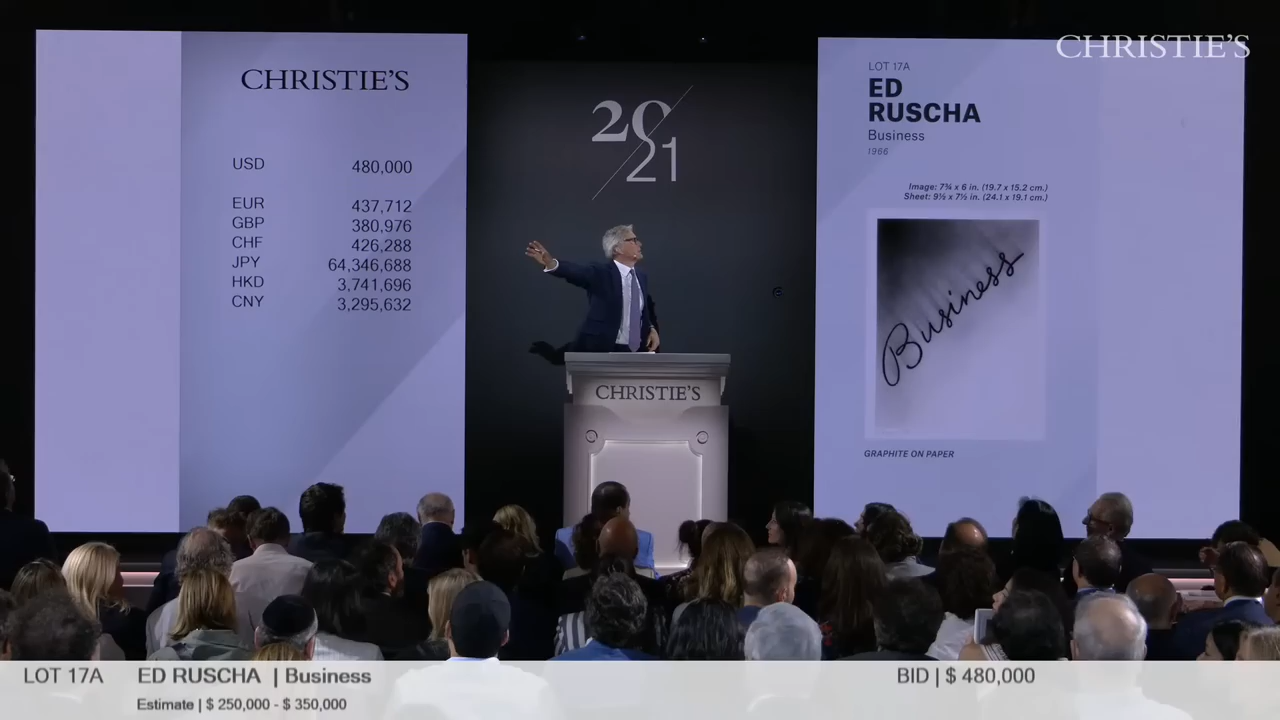 CHRISTIE'S
USD 480,000
EUR 437,712
GBP 380,976
CHF 426,288
JPY 64,346,688
HKD 3,741,696
CNY 3,295,632
20/21
CHRISTIE'S
CHRISTIE'S
LOT 17A
ED
RUSCHA
Business
1966
Image: 7¾ x 6 in. (19.7 x 15.2 cm.)
Sheet: 9½ x 7½ in. (24.1 x 19.1 cm.)
Business
GRAPHITE ON PAPER
LOT 17A ED RUSCHA | Business BID | $ 480,000
Estimate | $ 250,000 - $ 350,000